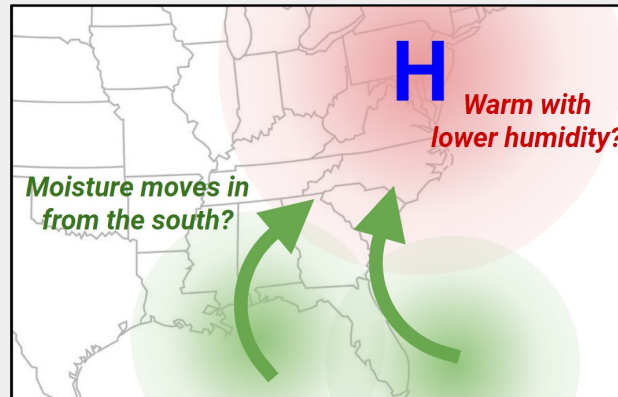 H
Warm with
lower humidity?
Moisture moves in
from the south?